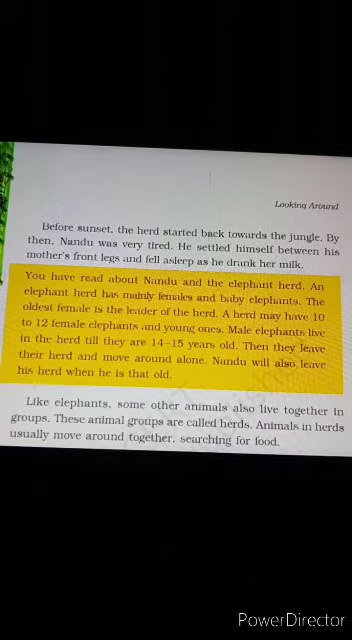 Looking Around
Before sunset, the herd started back towards the jungle. By
then, Nandu was very tired. He settled himself between his
mother's front legs and fell asleep as he drank her milk.
You have read about Nandu and the elephant herd. An
elephant herd has mainly females and baby elephants. The
oldest female is the leader of the herd. A herd may have 10
to 12 female elephants and young ones. Male elephants live
in the herd till they are 14–15 years old. Then they leave
their herd and move around alone. Nandu will also leave
his herd when he is that old.
Like elephants, some other animals also live together in
groups. These animal groups are called herds. Animals in herds
usually move around together, searching for food.
PowerDirector